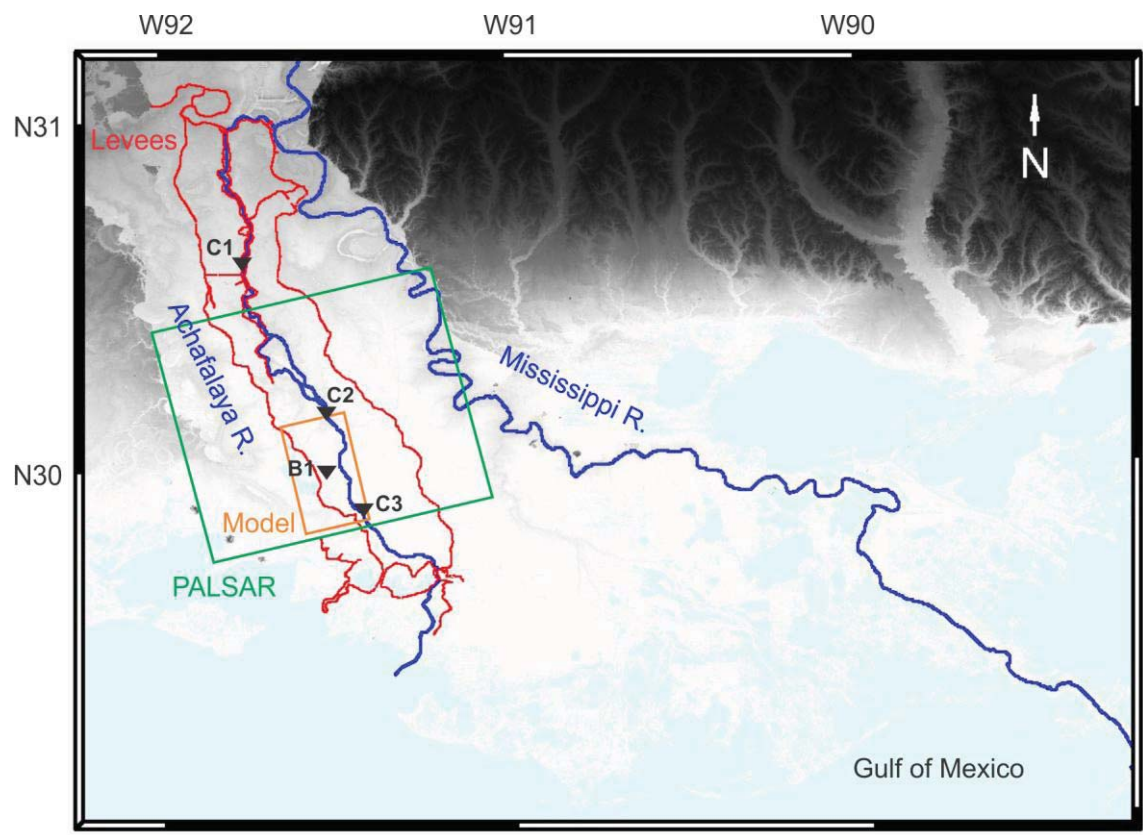 W92
W91
W90
N31
Levees
N
C1
Achafalaya R.
Mississippi R.
C2
N30
B1
C3
Model
PALSAR
Gulf of Mexico